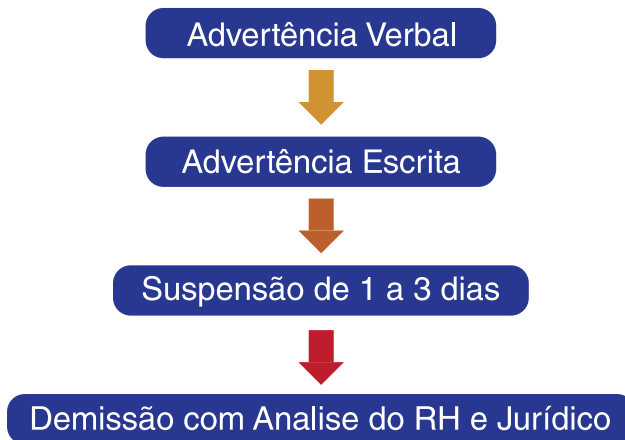 Advertência Verbal
Advertência Escrita
Suspensão de 1 a 3 dias
Demissão com Analise do RH e Jurídico